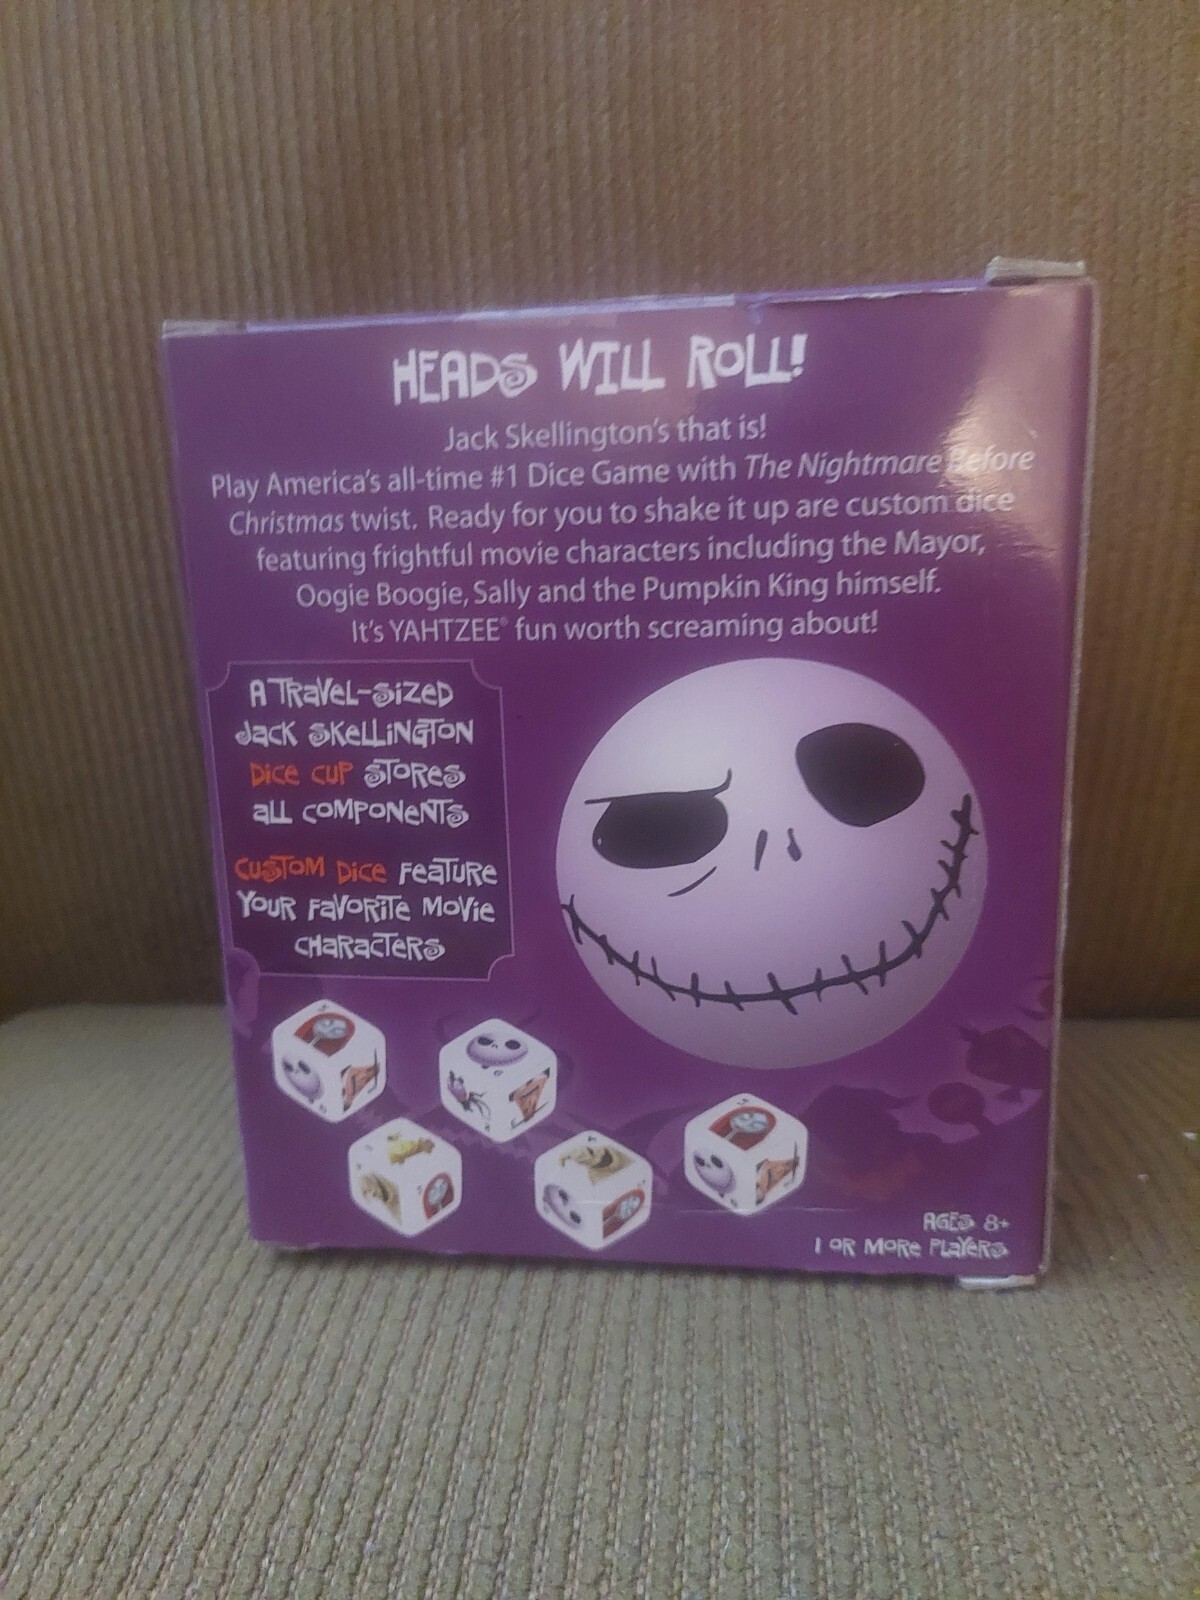 HEADS WILL ROLL!
Jack Skellington's that is!
Play America's all-time #1 Dice Game with The Nightmare Before
Christmas twist. Ready for you to shake it up are custom dice
featuring frightful movie characters including the Mayor,
Oogie Boogie, Sally and the Pumpkin King himself.
It's YAHTZEE® fun worth screaming about!
A TRAVEL-SIZED
JACK SKELLINGTON
DICE CUP STORES
ALL COMPONENTS
CUSTOM DICE FEATURE
YOUR FAVORITE MOVIE
CHARACTERS
AGES 8+
1 OR MORE PLAYERS